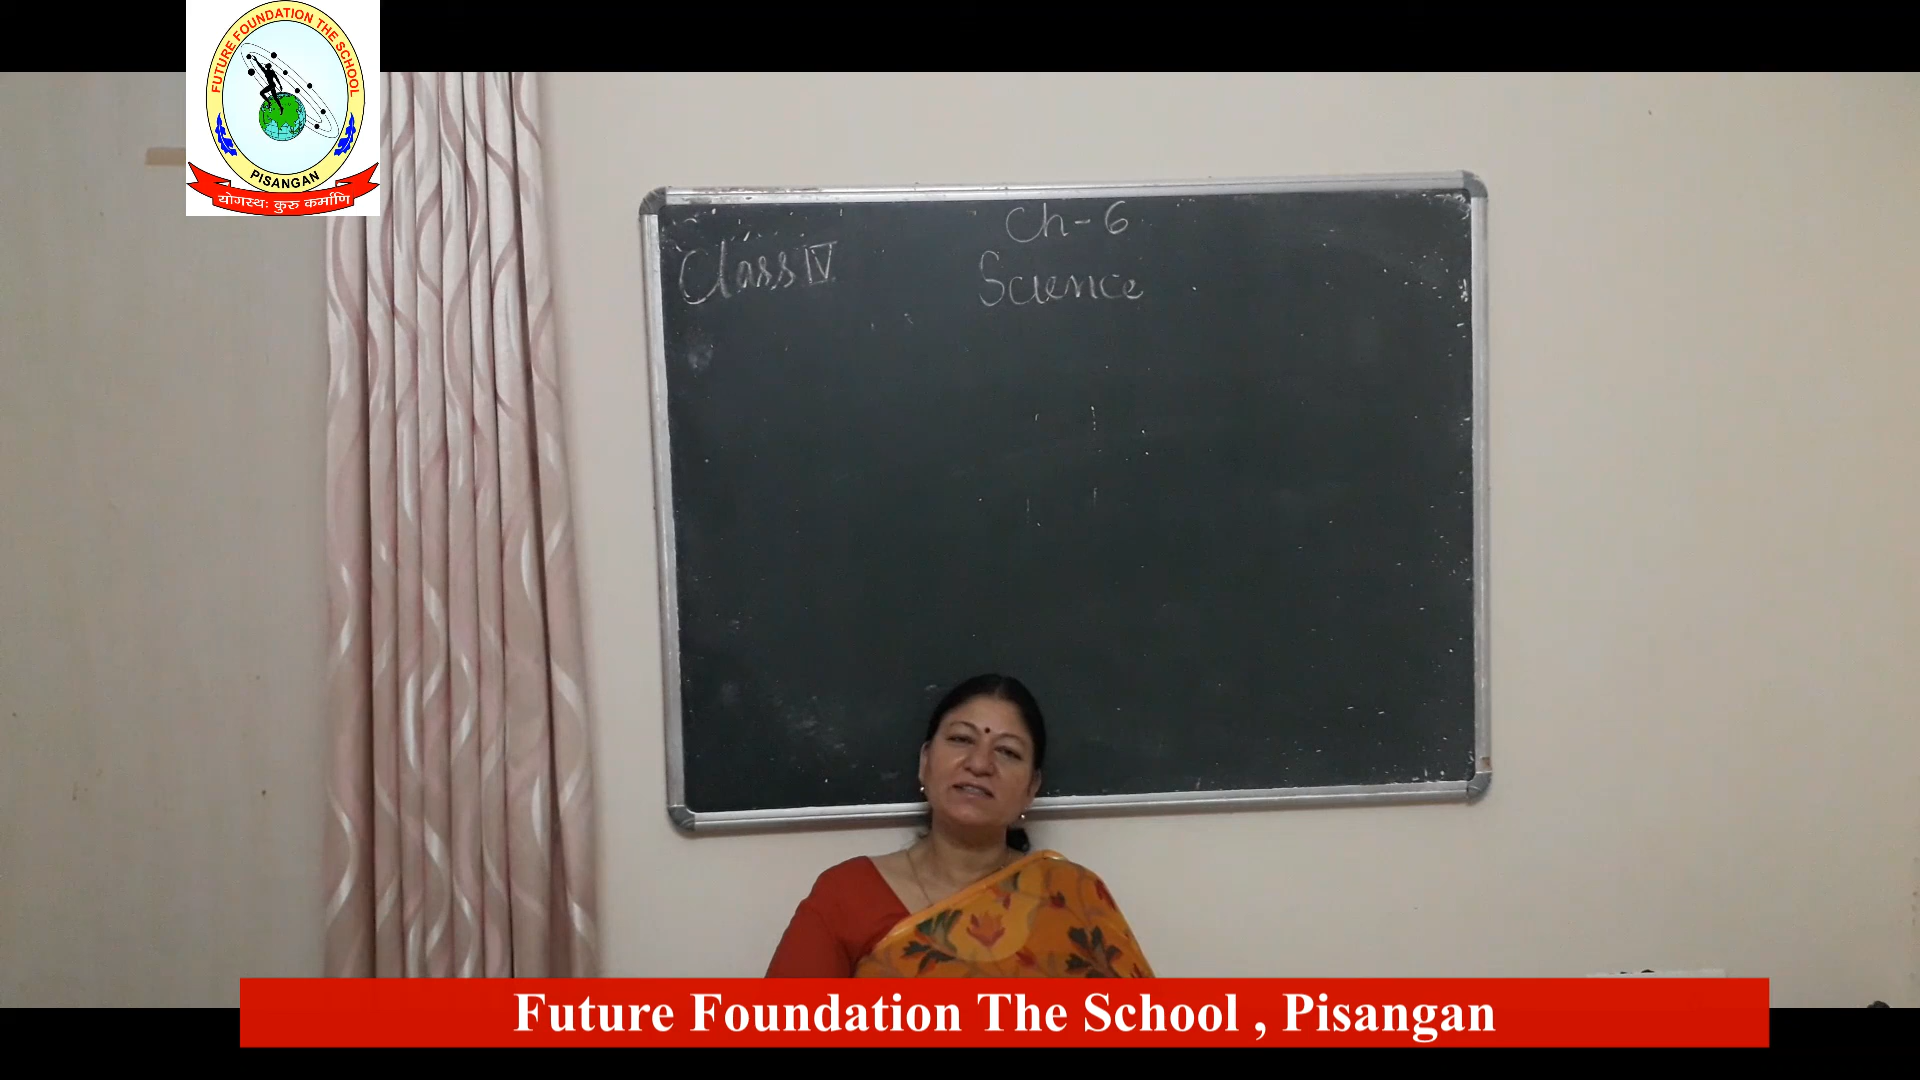 FUTURE FOUNDATION THE SCHOOL
PISANGAN
योगस्थः कुरु कर्माणि
Ch-6
Class IV
Science
Future Foundation The School , Pisangan